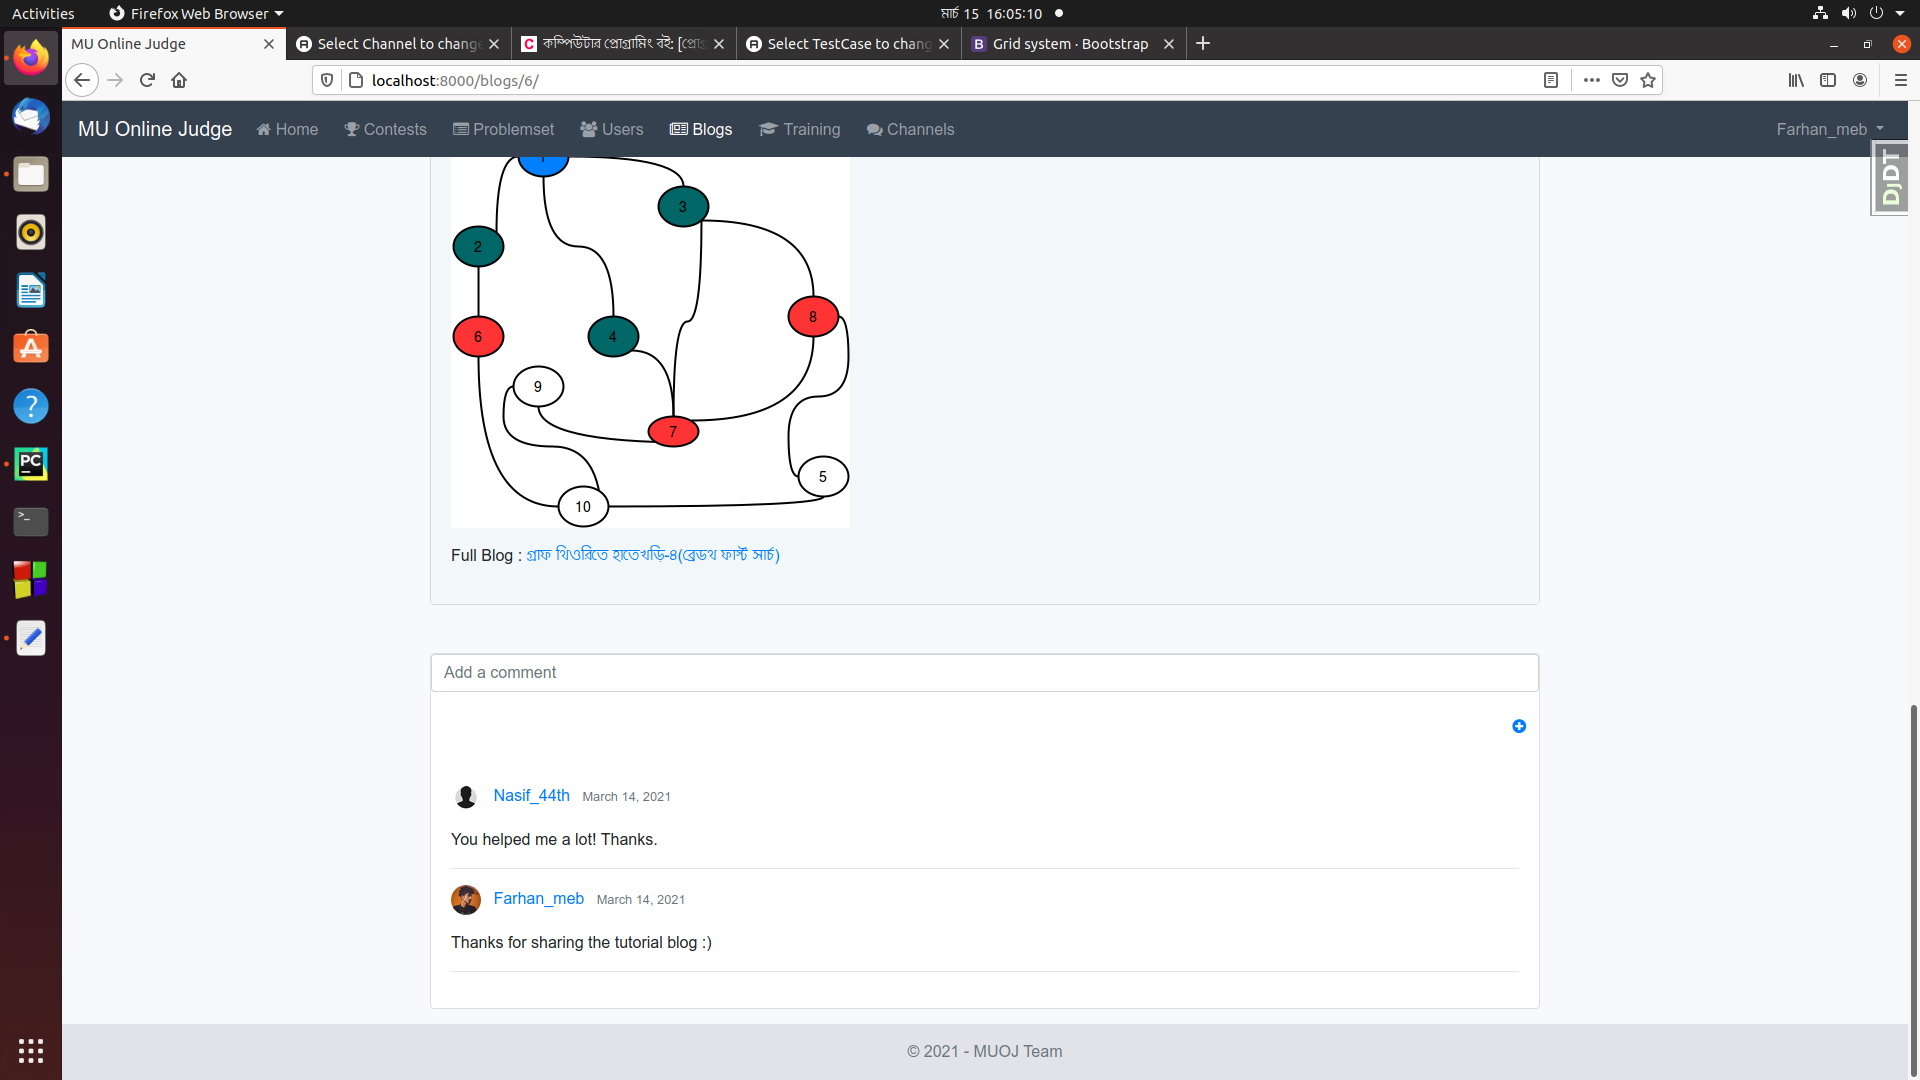 Activities
Firefox Web Browser
মার্চ 15 16:05:10
MU Online Judge
Select Channel to change
কম্পিউটার প্রোগ্রামিং বই: [প্রোগ্র
Select TestCase to chang
Grid system · Bootstrap
localhost:8000/blogs/6/
MU Online Judge
Home
Contests
Problemset
Users
Blogs
Training
Channels
Farhan_meb
DjDT
3
2
8
6
4
9
7
5
10
Full Blog : গ্রাফ থিওরিতে হাতেখড়ি-৪(ব্রেডথ ফার্স্ট সার্চ)
Add a comment
Nasif_44th March 14, 2021
You helped me a lot! Thanks.
Farhan_meb March 14, 2021
Thanks for sharing the tutorial blog :)
© 2021 - MUOJ Team